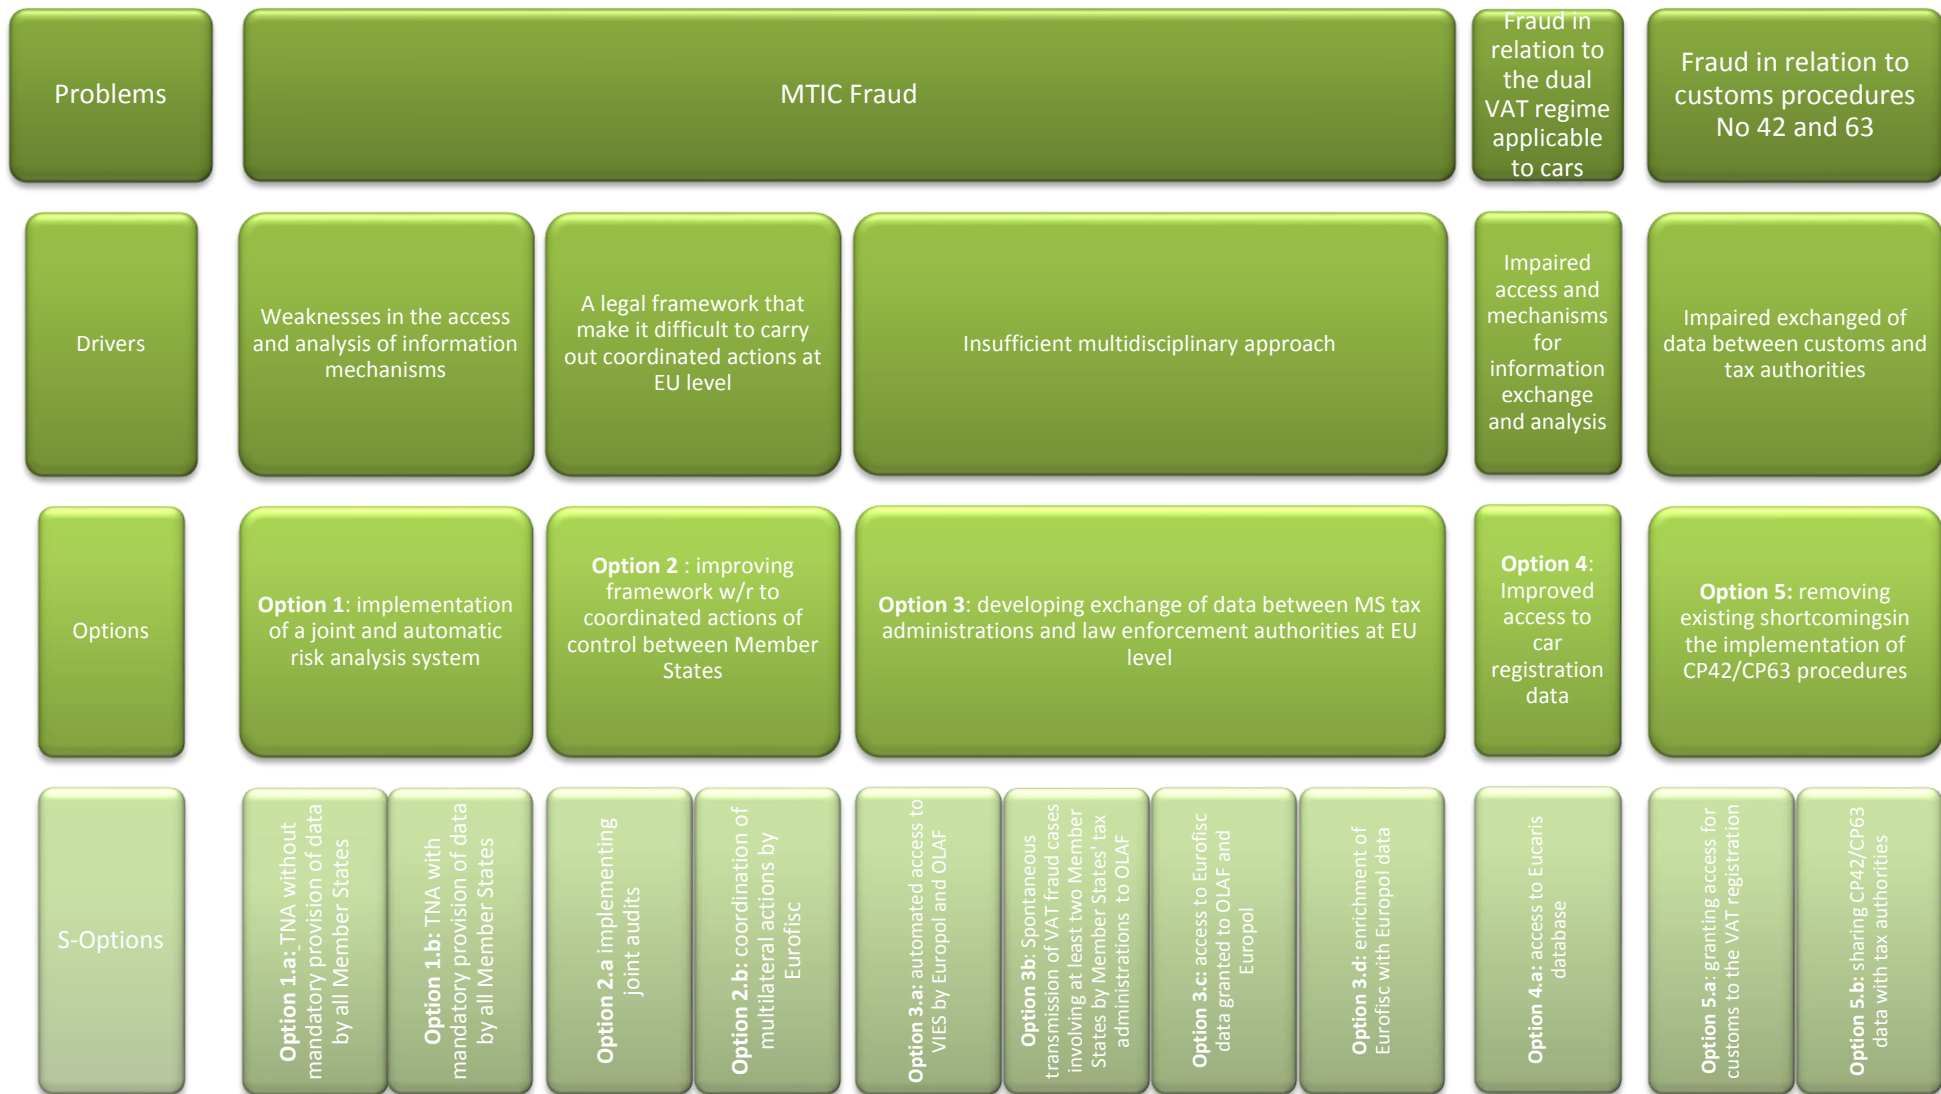 Problems
MTIC Fraud
Fraud in
relation to
the dual
VAT regime
applicable
to cars
Fraud in relation to
customs procedures
No 42 and 63
Drivers
Weaknesses in the access
and analysis of information
mechanisms
A legal framework that
make it difficult to carry
out coordinated actions at
EU level
Insufficient multidisciplinary approach
Impaired
access and
mechanisms
for
information
exchange
and analysis
Impaired exchanged of
data between customs and
tax authorities
Options
Option 1: implementation
of a joint and automatic
risk analysis system
Option 2 : improving
framework w/r to
coordinated actions of
control between Member
States
Option 3: developing exchange of data between MS tax
administrations and law enforcement authorities at EU
level
Option 4:
Improved
access to
car
registration
data
Option 5: removing
existing shortcomingsin
the implementation of
CP42/CP63 procedures
S-Options
Option 1.a: TNA without
mandatory provision of data
by all Member States
Option 1.b: TNA with
mandatory provision of data
by all Member States
Option 2.a implementing
joint audits
Option 2.b: coordination of
multilateral actions by
Eurofisc
Option 3.a: automated access to
VIES by Europol and OLAF
Option 3b: Spontaneous
transmission of VAT fraud cases
involving at least two Member
States by Member States' tax
administrations to OLAF
Option 3.c: access to Eurofisc
data granted to OLAF and
Europol
Option 3.d: enrichment of
Eurofisc with Europol data
Option 4.a: access to Eucaris
database
Option 5.a : granting access for
customs to the VAT registration
Option 5.b: sharing CP42/CP63
data with tax authorities